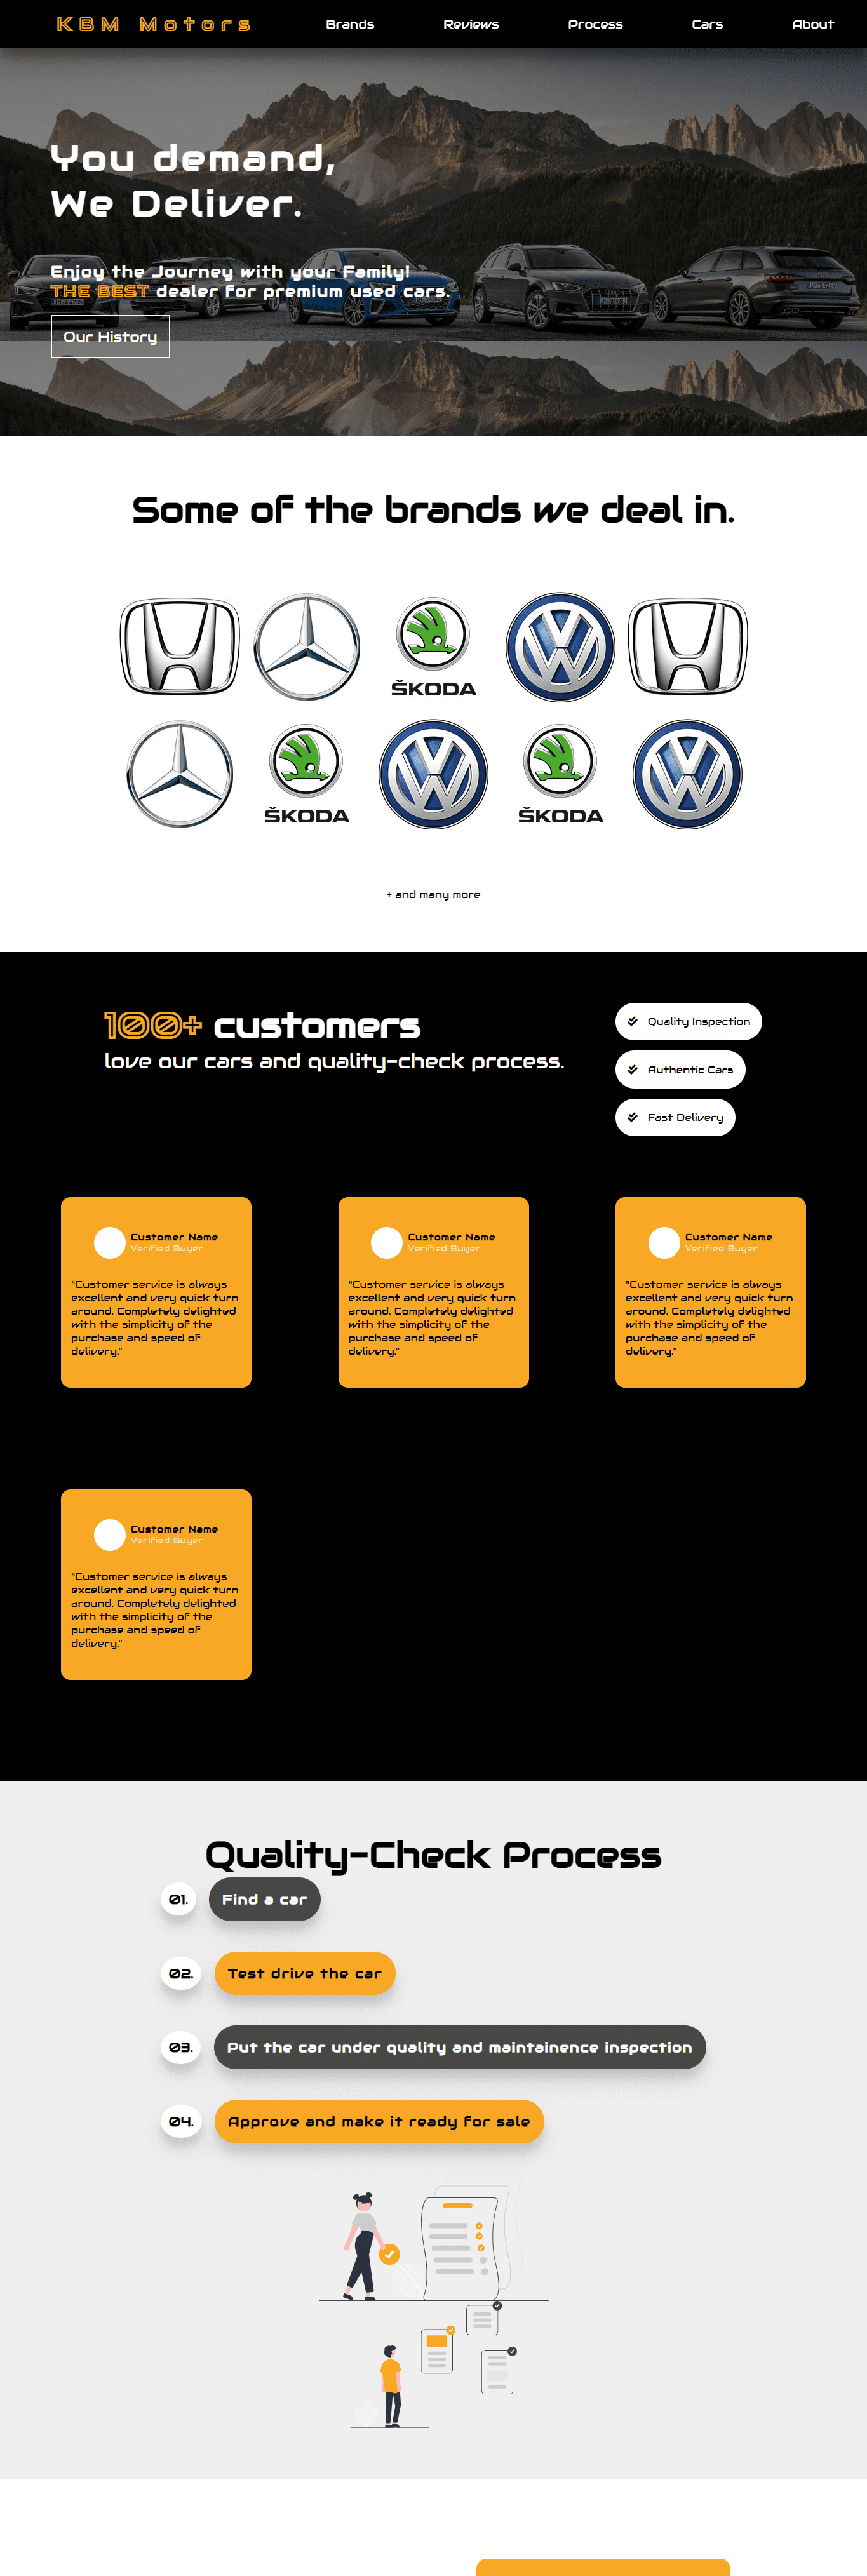 KBM Motors
Brands
Reviews
Process
Cars
About
You demand,
We Deliver.
Enjoy the Journey with your Family!
THE BEST dealer for premium used cars.
Our History
Some of the brands we deal in.
ŠKODA
ŠKODA
ŠKODA
+ and many more
100+ customers
love our cars and quality-check process.
Quality Inspection
Authentic Cars
Fast Delivery
Customer Name
Verified Buyer
"Customer service is always
excellent and very quick turn
around. Completely delighted
with the simplicity of the
purchase and speed of
delivery."
Customer Name
Verified Buyer
"Customer service is always
excellent and very quick turn
around. Completely delighted
with the simplicity of the
purchase and speed of
delivery."
Customer Name
Verified Buyer
"Customer service is always
excellent and very quick turn
around. Completely delighted
with the simplicity of the
purchase and speed of
delivery."
Customer Name
Verified Buyer
"Customer service is always
excellent and very quick turn
around. Completely delighted
with the simplicity of the
purchase and speed of
delivery."
Quality-Check Process
01. Find a car
02. Test drive the car
03. Put the car under quality and maintainence inspection
04. Approve and make it ready for sale